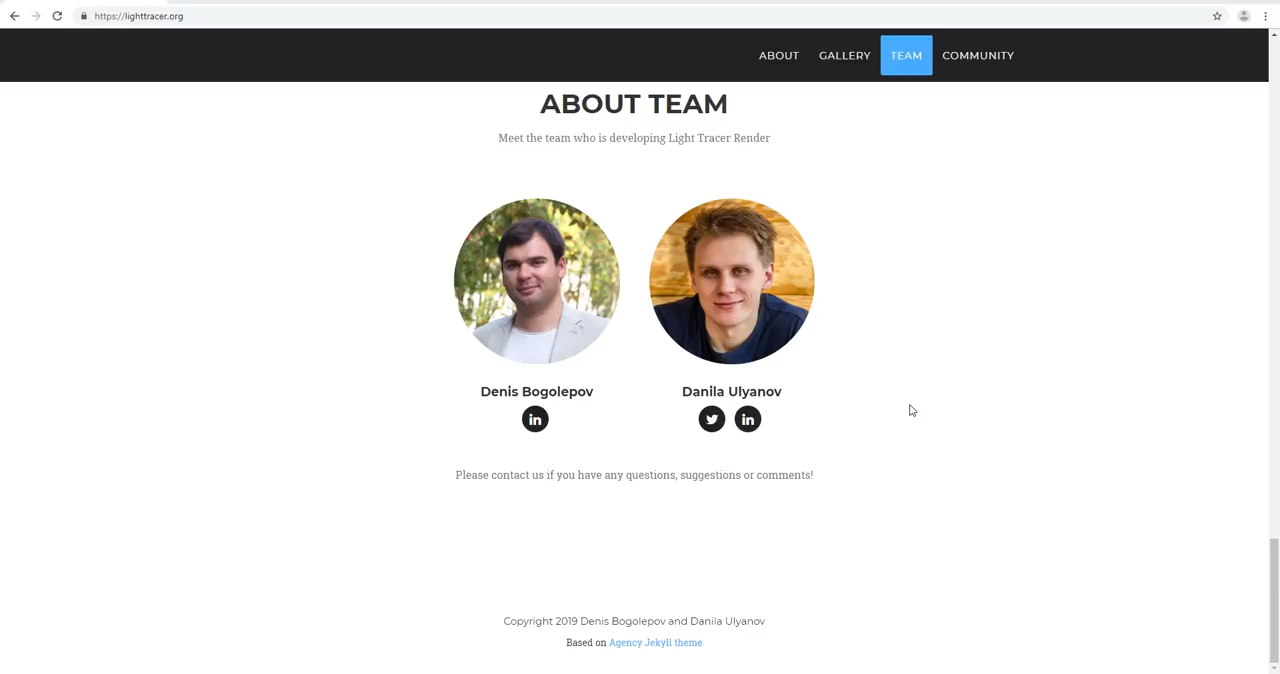 https://lighttracer.org
ABOUT GALLERY TEAM COMMUNITY
ABOUT TEAM
Meet the team who is developing Light Tracer Render
Denis Bogolepov Danila Ulyanov
in in
Please contact us if you have any questions, suggestions or comments!
Copyright 2019 Denis Bogolepov and Danila Ulyanov
Based on Agency Jekyll theme